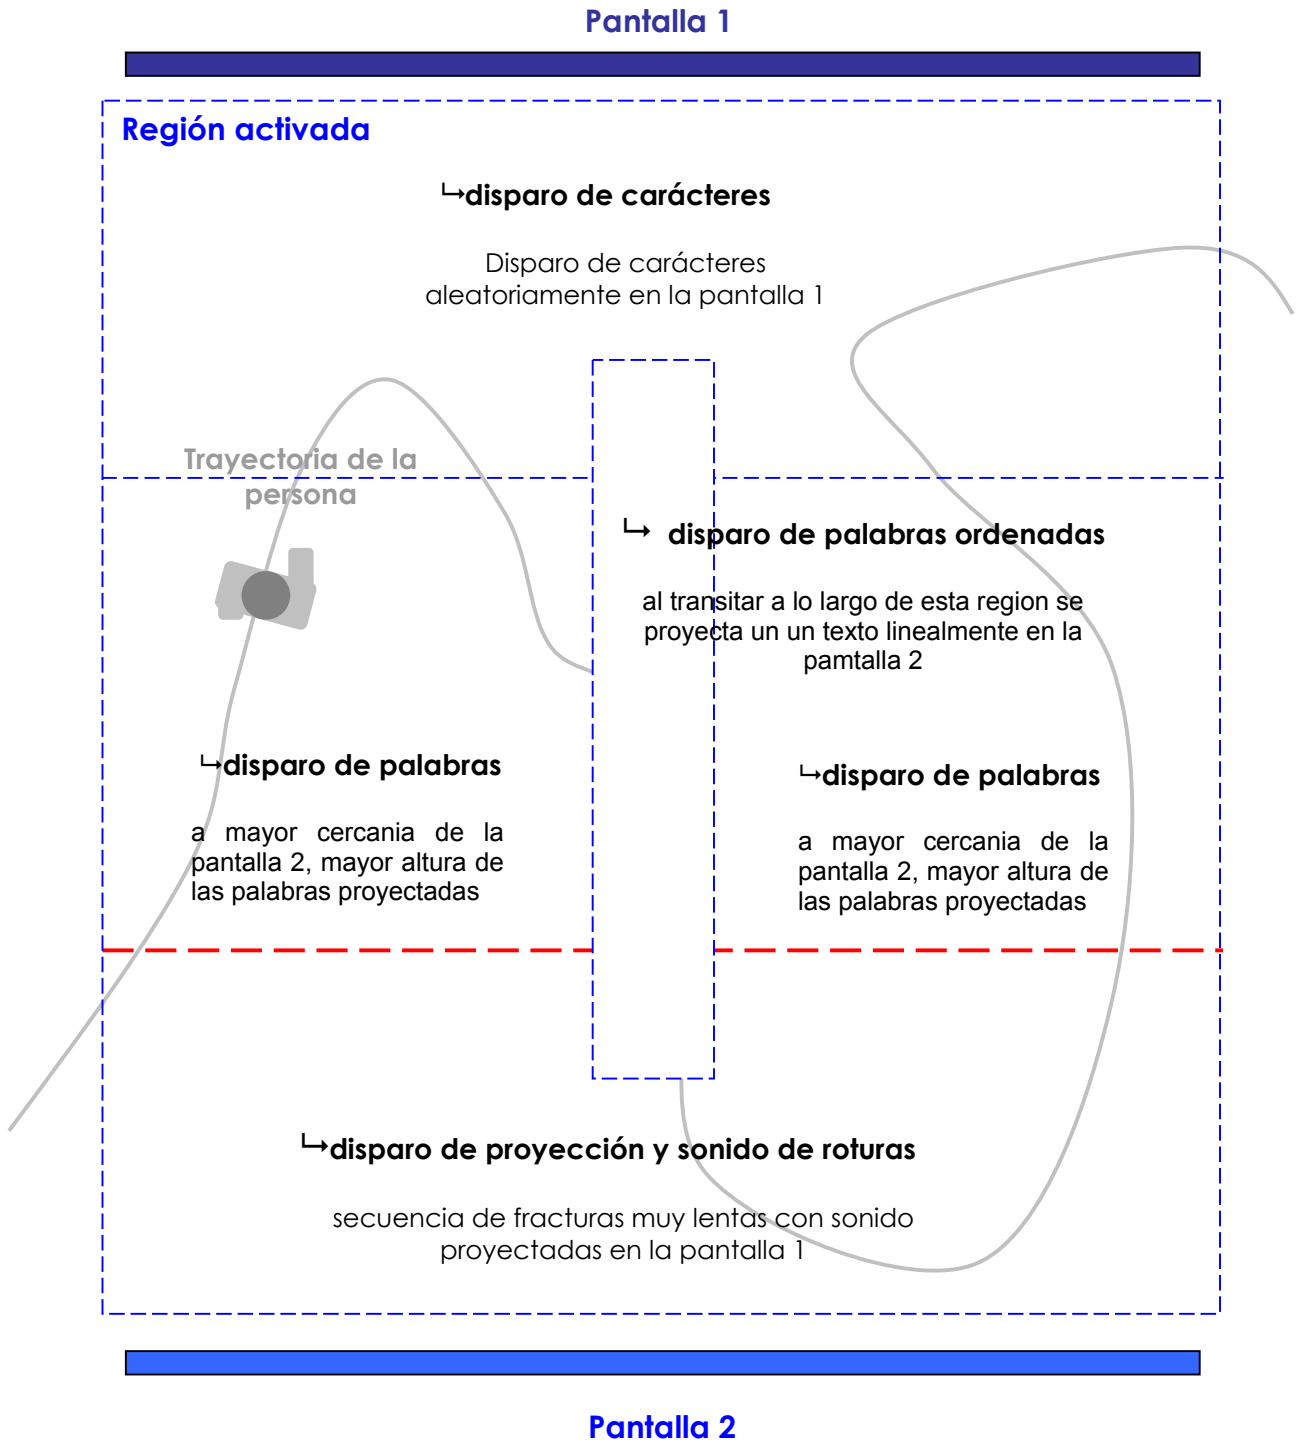 Pantalla 1
Región activada
disparo de carácteres
Disparo de carácteres
aleatoriamente en la pantalla 1
Trayectoria de la
persona
disparo de palabras ordenadas
al transitar a lo largo de esta region se
proyecta un un texto linealmente en la
pamtalla 2
disparo de palabras
a mayor cercania de la
pantalla 2, mayor altura de
las palabras proyectadas
disparo de palabras
a mayor cercania de la
pantalla 2, mayor altura de
las palabras proyectadas
disparo de proyección y sonido de roturas
secuencia de fracturas muy lentas con sonido
proyectadas en la pantalla 1
Pantalla 2